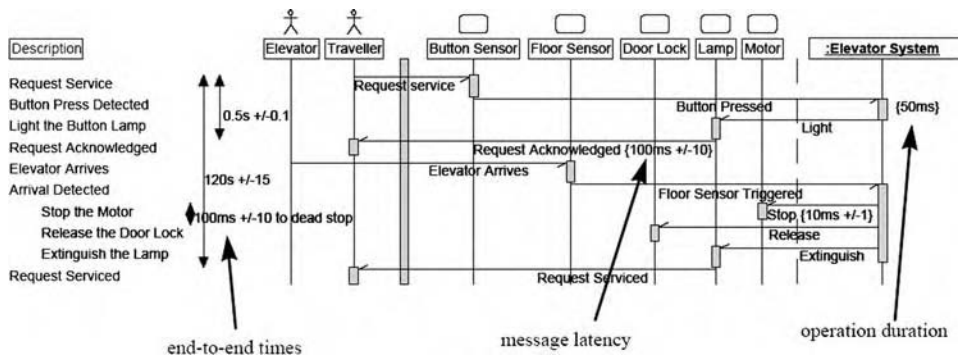 Description
Elevator
Traveller
Button Sensor
Floor Sensor
Door Lock
Lamp
Motor
:Elevator System
Request Service
Request service
Button Press Detected
Button Pressed
{50ms}
0.5s +/-0.1
Light the Button Lamp
Light
Request Acknowledged
Request Acknowledged {100ms +/-10}
Elevator Arrives
Elevator Arrives
120s +/-15
Arrival Detected
Floor Sensor Triggered
Stop the Motor
100ms +/-10 to dead stop
Stop {10ms +/-1}
Release the Door Lock
Release
Extinguish the Lamp
Extinguish
Request Serviced
Request Serviced
end-to-end times
message latency
operation duration